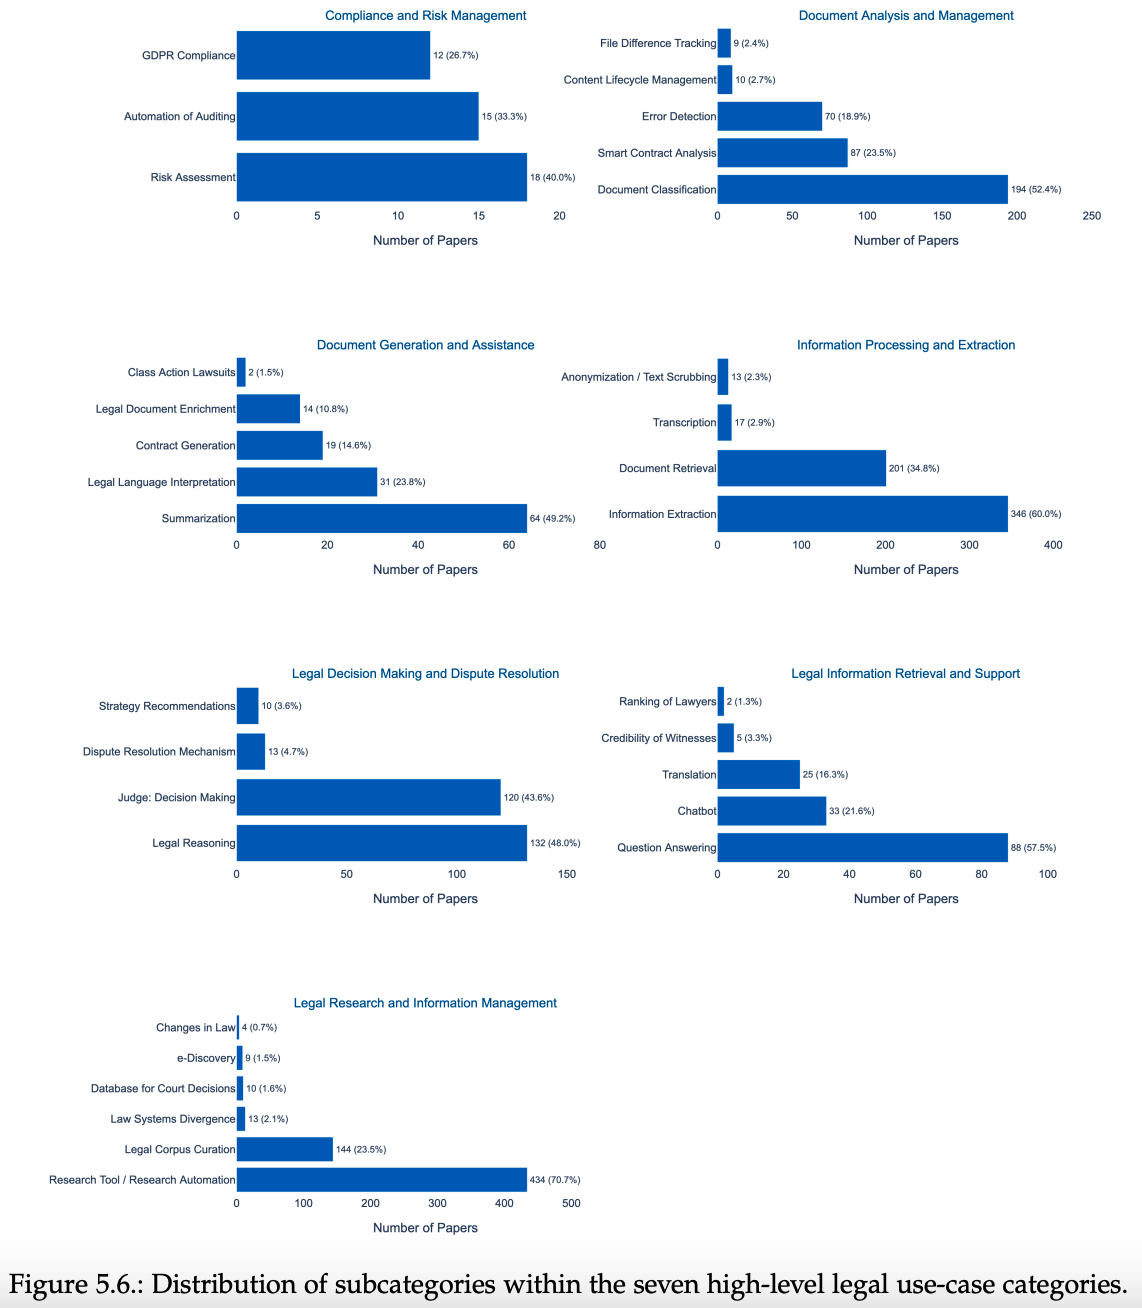 Compliance and Risk Management
GDPR Compliance 12 (26.7%)
Automation of Auditing 15 (33.3%)
Risk Assessment 18 (40.0%)
0 5 10 15 20
Number of Papers
Document Analysis and Management
File Difference Tracking 9 (2.4%)
Content Lifecycle Management 10 (2.7%)
Error Detection 70 (18.9%)
Smart Contract Analysis 87 (23.5%)
Document Classification 194 (52.4%)
0 50 100 150 200 250
Number of Papers
Document Generation and Assistance
Class Action Lawsuits 2 (1.5%)
Legal Document Enrichment 14 (10.8%)
Contract Generation 19 (14.6%)
Legal Language Interpretation 31 (23.8%)
Summarization 64 (49.2%)
0 20 40 60 80
Number of Papers
Information Processing and Extraction
Anonymization / Text Scrubbing 13 (2.3%)
Transcription 17 (2.9%)
Document Retrieval 201 (34.8%)
Information Extraction 346 (60.0%)
0 100 200 300 400
Number of Papers
Legal Decision Making and Dispute Resolution
Strategy Recommendations 10 (3.6%)
Dispute Resolution Mechanism 13 (4.7%)
Judge: Decision Making 120 (43.6%)
Legal Reasoning 132 (48.0%)
0 50 100 150
Number of Papers
Legal Information Retrieval and Support
Ranking of Lawyers 2 (1.3%)
Credibility of Witnesses 5 (3.3%)
Translation 25 (16.3%)
Chatbot 33 (21.6%)
Question Answering 88 (57.5%)
0 20 40 60 80 100
Number of Papers
Legal Research and Information Management
Changes in Law 4 (0.7%)
e-Discovery 9 (1.5%)
Database for Court Decisions 10 (1.6%)
Law Systems Divergence 13 (2.1%)
Legal Corpus Curation 144 (23.5%)
Research Tool / Research Automation 434 (70.7%)
0 100 200 300 400 500
Number of Papers
Figure 5.6.: Distribution of subcategories within the seven high-level legal use-case categories.